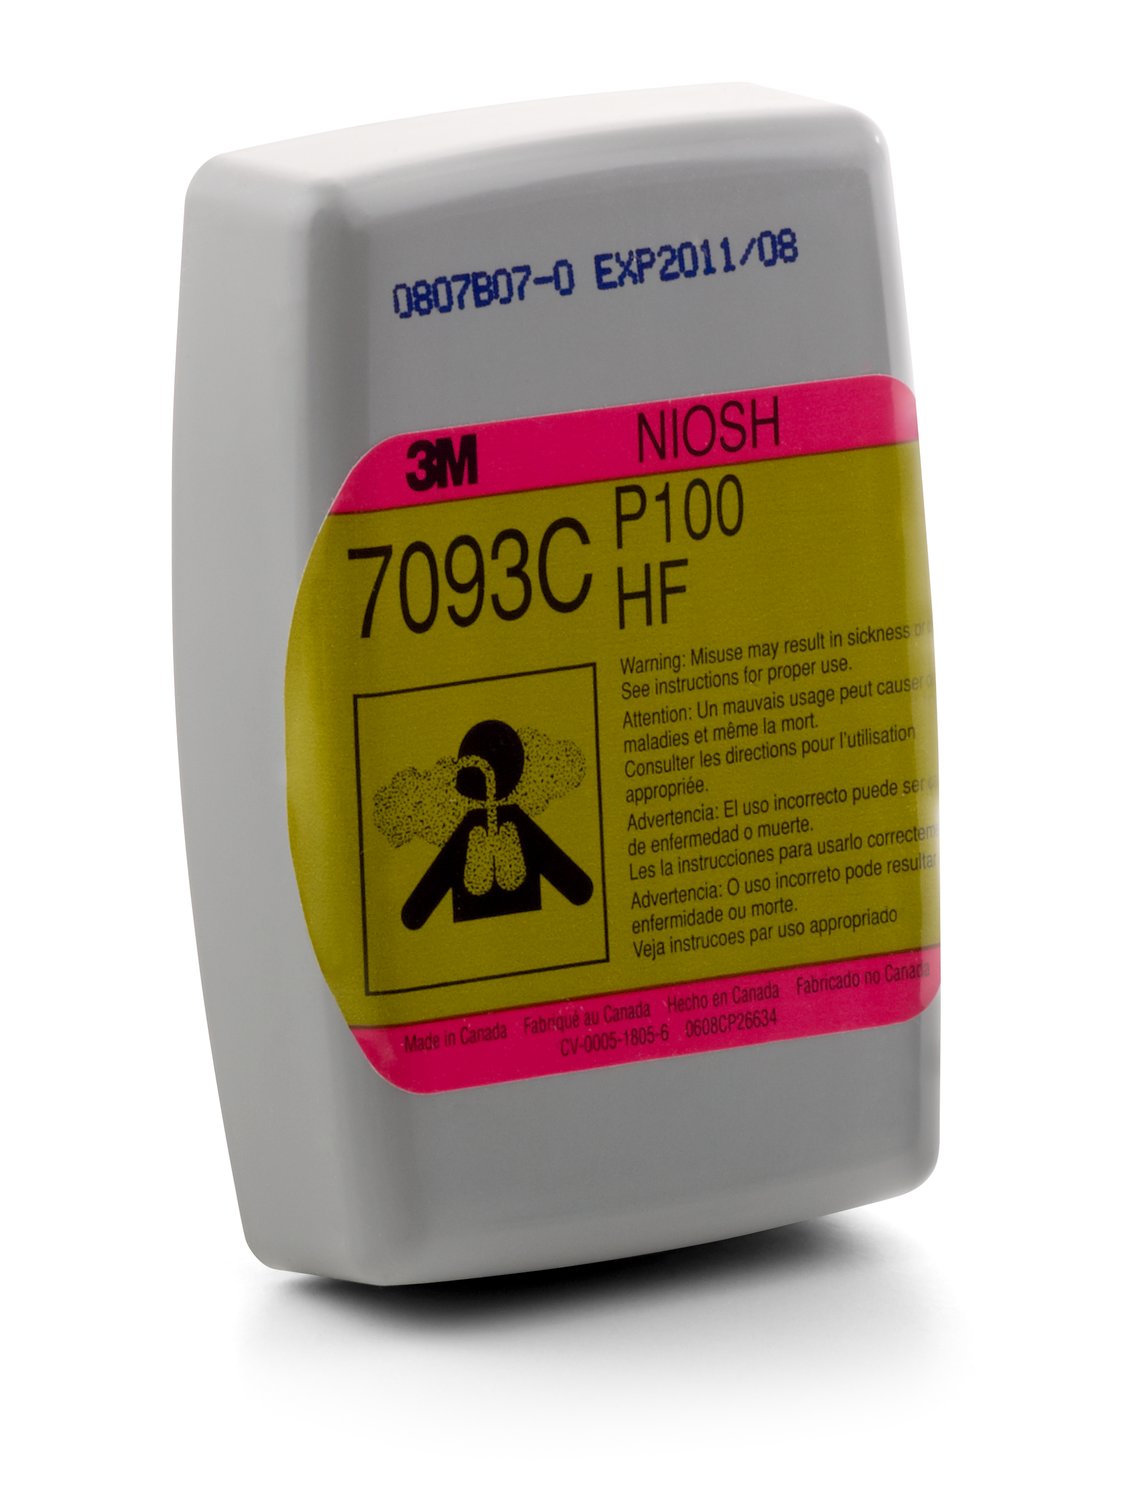 0807B07-0 EXP2011/08
3M NIOSH
7093C P100
HF
Warning: Misuse may result in sickness or
See instructions for proper use.
Attention: Un mauvais usage peut causer
maladies et même la mort.
Consulter les directions pour l'utilisation
appropriée.
Advertencia: El uso incorrecto puede ser
de enfermedad o muerte.
Les la instrucciones para usarlo
Advertencia: O uso incorreto pode
enfermidade ou morte.
Veja instrucoes par uso appropriado
Made in Canada Fabriqué au Canada Hecho en Canada Fabricado no Canada
CV-0005-1805-6 0608CP26634